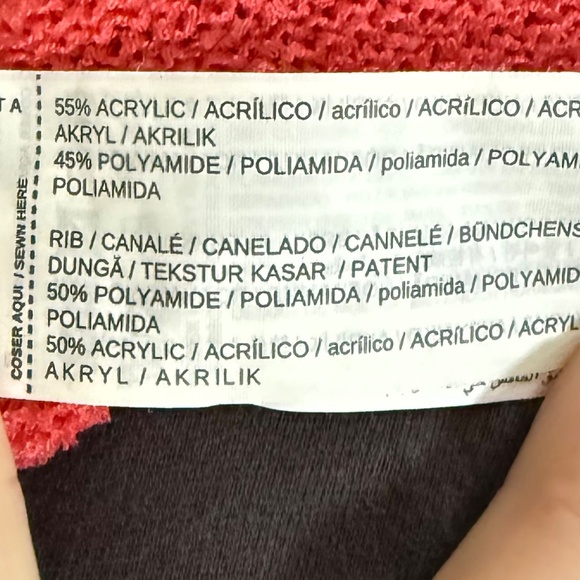 T A
COSER AQUI / SEWN HERE
55% ACRYLIC / ACRÍLICO / acrílico / ACRÍLICO / ACR
AKRYL / AKRILIK
45% POLYAMIDE / POLIAMIDA / poliamida / POLYAM
POLIAMIDA
RIB / CANALÉ / CANELADO / CANNELÉ / BÜNDCHENS
DUNGĂ / TEKSTUR KASAR / PATENT
50% POLYAMIDE / POLIAMIDA / poliamida / POLYAMID
POLIAMIDA
50% ACRYLIC / ACRÍLICO / acrílico / ACRÍLICO / ACRYL
AKRYL / AKRILIK